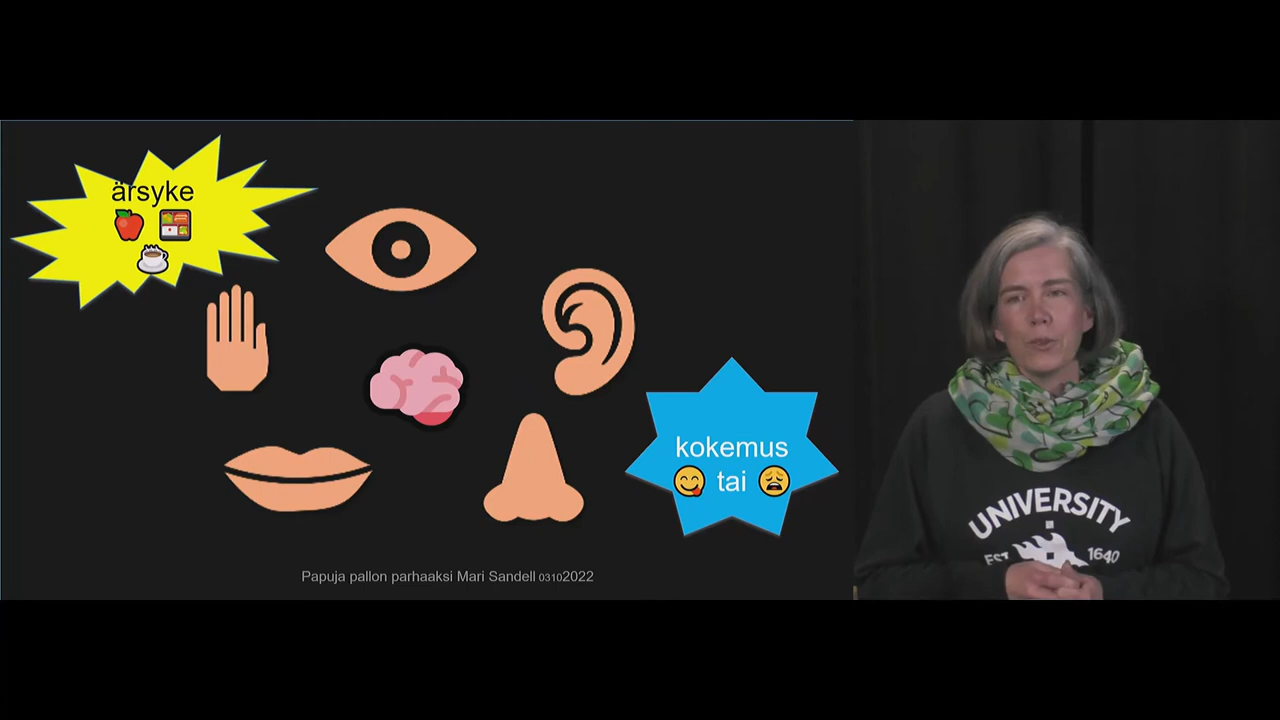 ärsyke
kokemus
tai
Papuja pallon parhaaksi Mari Sandell 03102022
UNIVERSITY
EST 1640